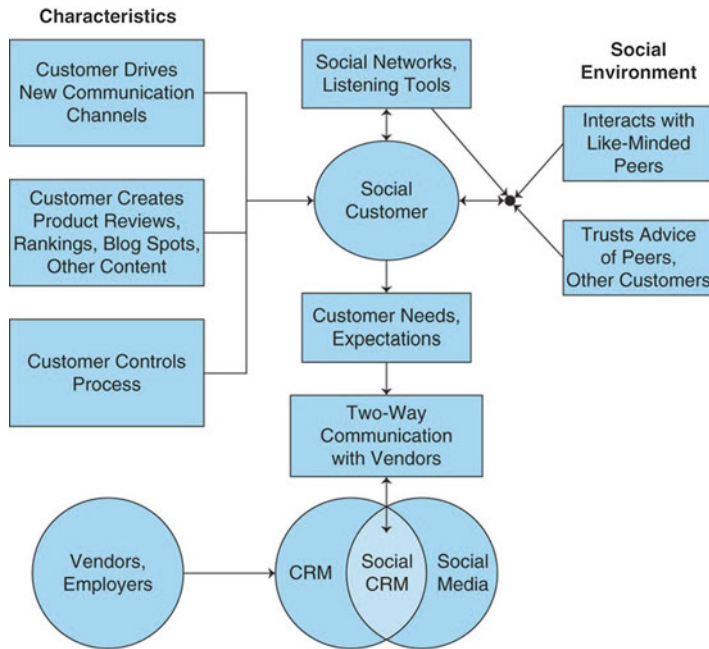 Characteristics
Customer Drives
New Communication
Channels
Customer Creates
Product Reviews,
Rankings, Blog Spots,
Other Content
Customer Controls
Process
Social Networks,
Listening Tools
Social
Customer
Customer Needs,
Expectations
Two-Way
Communication
with Vendors
Social
Environment
Interacts with
Like-Minded
Peers
Trusts Advice
of Peers,
Other Customers
Vendors,
Employers
CRM
Social
CRM
Social
Media